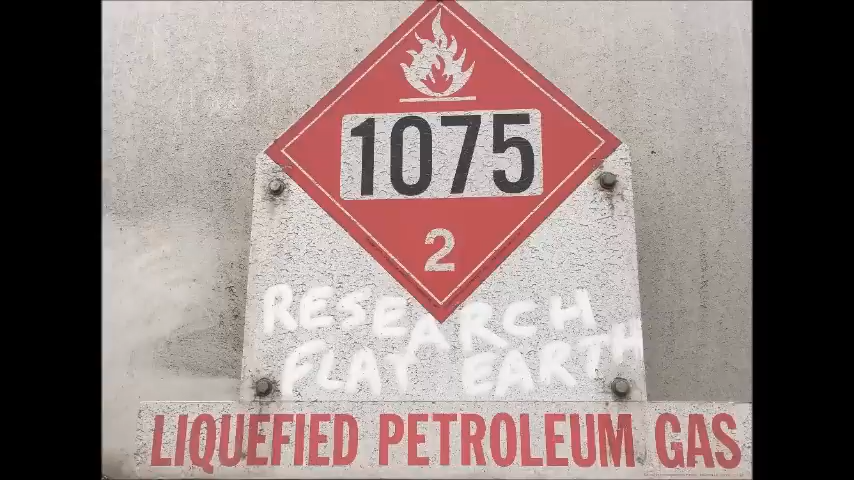 1075
2
RESEARCH
FLAT EARTH
LIQUEFIED PETROLEUM GAS